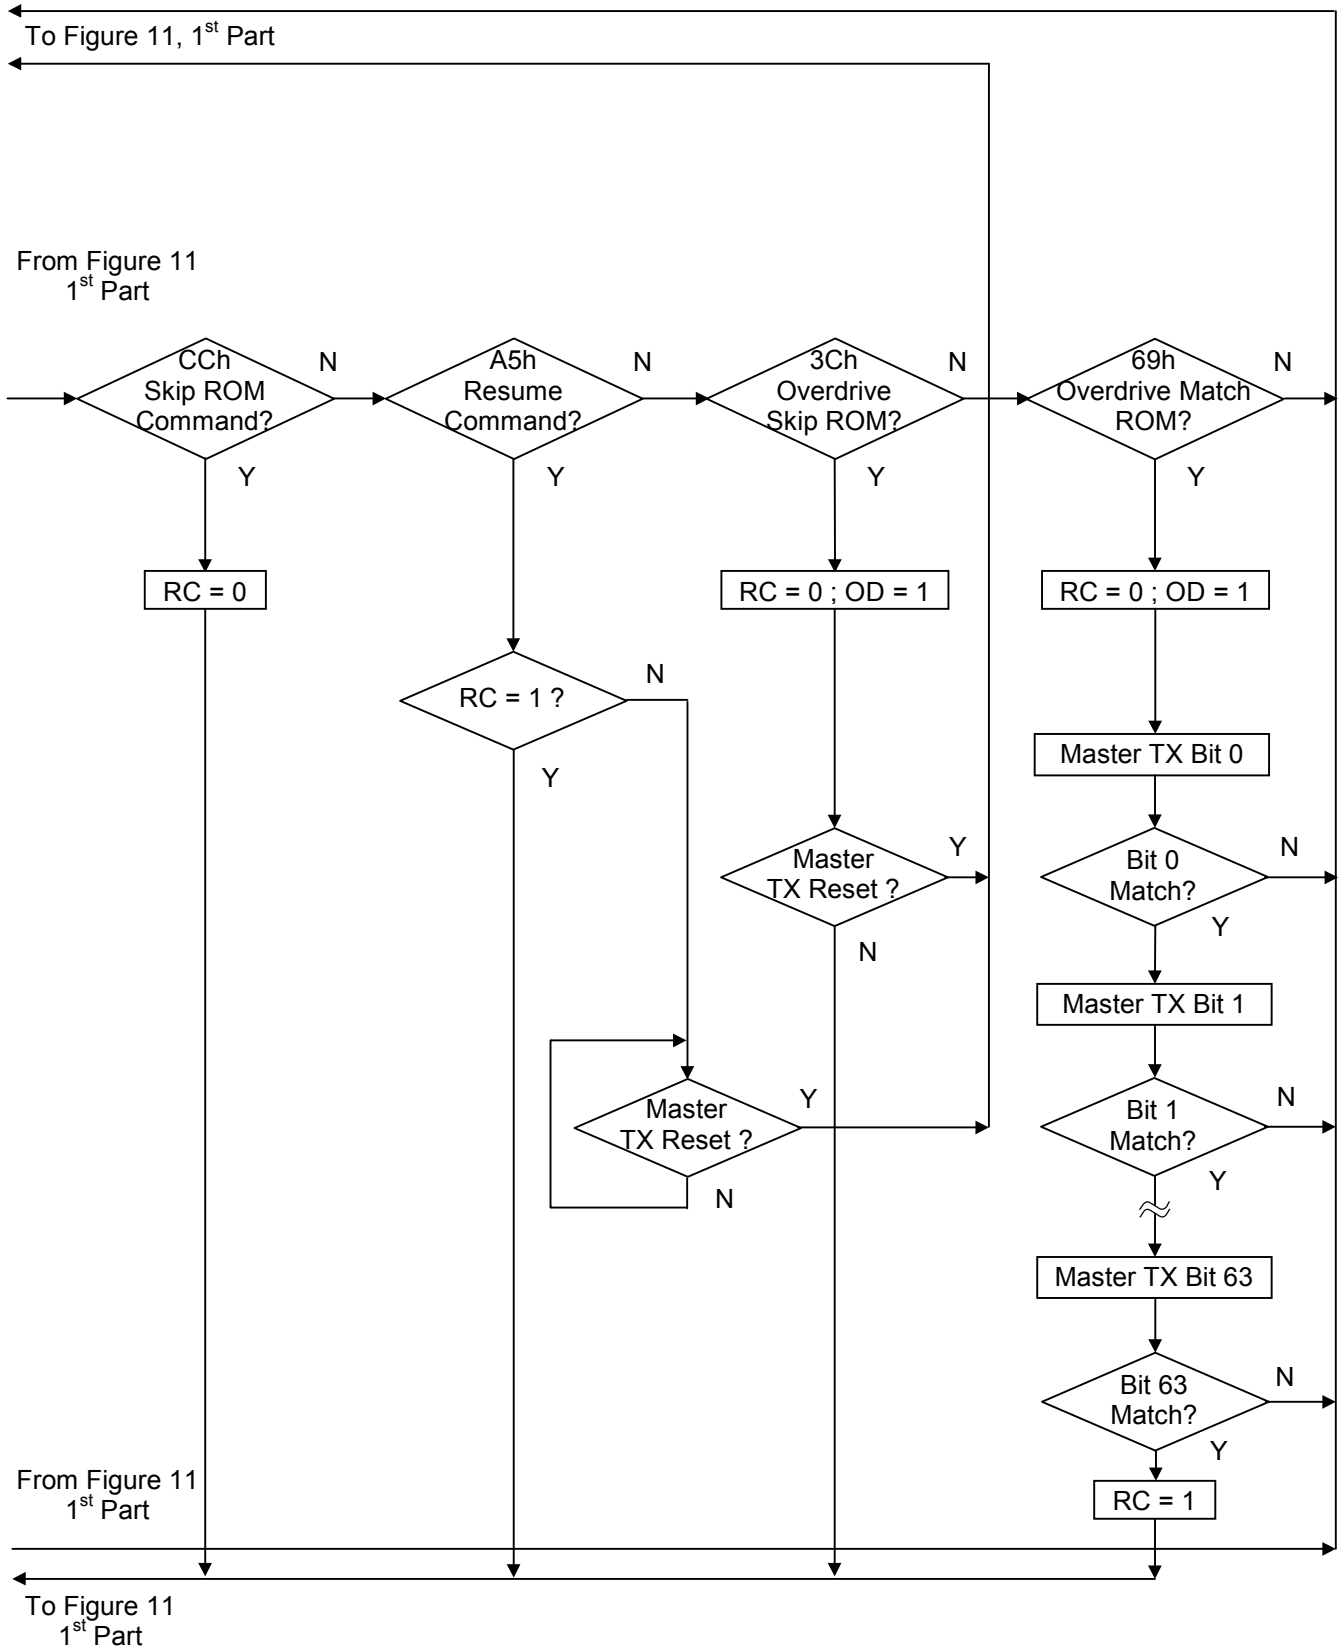 To Figure 11, 1st Part
From Figure 11
1st Part
CCh
Skip ROM
Command?
N
Y
A5h
Resume
Command?
N
Y
3Ch
Overdrive
Skip ROM?
N
Y
69h
Overdrive Match
ROM?
N
Y
RC = 0
RC = 0 ; OD = 1
RC = 0 ; OD = 1
RC = 1 ?
N
Y
Master TX Bit 0
Master
TX Reset ?
Y
N
Bit 0
Match?
N
Y
Master TX Bit 1
Master
TX Reset ?
Y
N
Bit 1
Match?
N
Y
Master TX Bit 63
Bit 63
Match?
N
Y
RC = 1
From Figure 11
1st Part
To Figure 11
1st Part